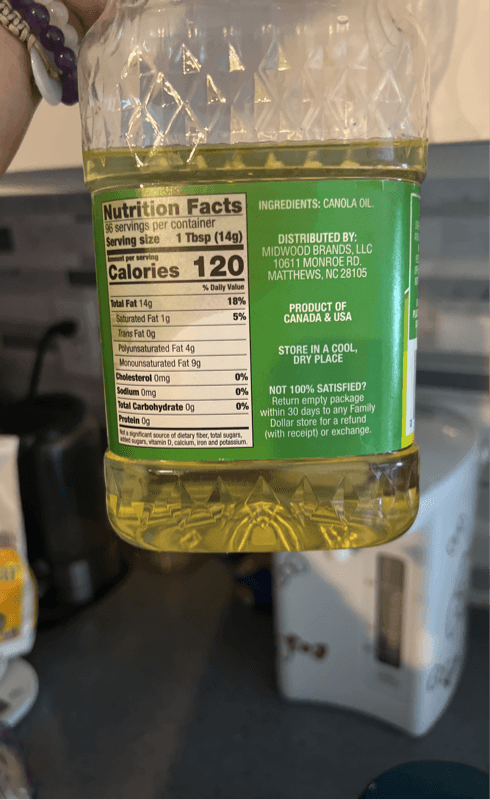 Nutrition Facts
96 servings per container
Serving size 1 Tbsp (14g)
Amount per serving
Calories 120
% Daily Value
Total Fat 14g 18%
Saturated Fat 1g 5%
Trans Fat 0g
Polyunsaturated Fat 4g
Monounsaturated Fat 9g
Cholesterol 0mg 0%
Sodium 0mg 0%
Total Carbohydrate 0g 0%
Protein 0g
Not a significant source of dietary fiber, total sugars,
added sugars, vitamin D, calcium, iron and potassium.
INGREDIENTS: CANOLA OIL.
DISTRIBUTED BY:
MIDWOOD BRANDS, LLC
10611 MONROE RD.
MATTHEWS, NC 28105
PRODUCT OF
CANADA & USA
STORE IN A COOL,
DRY PLACE
NOT 100% SATISFIED?
Return empty package
within 30 days to any Family
Dollar store for a refund
(with receipt) or exchange.